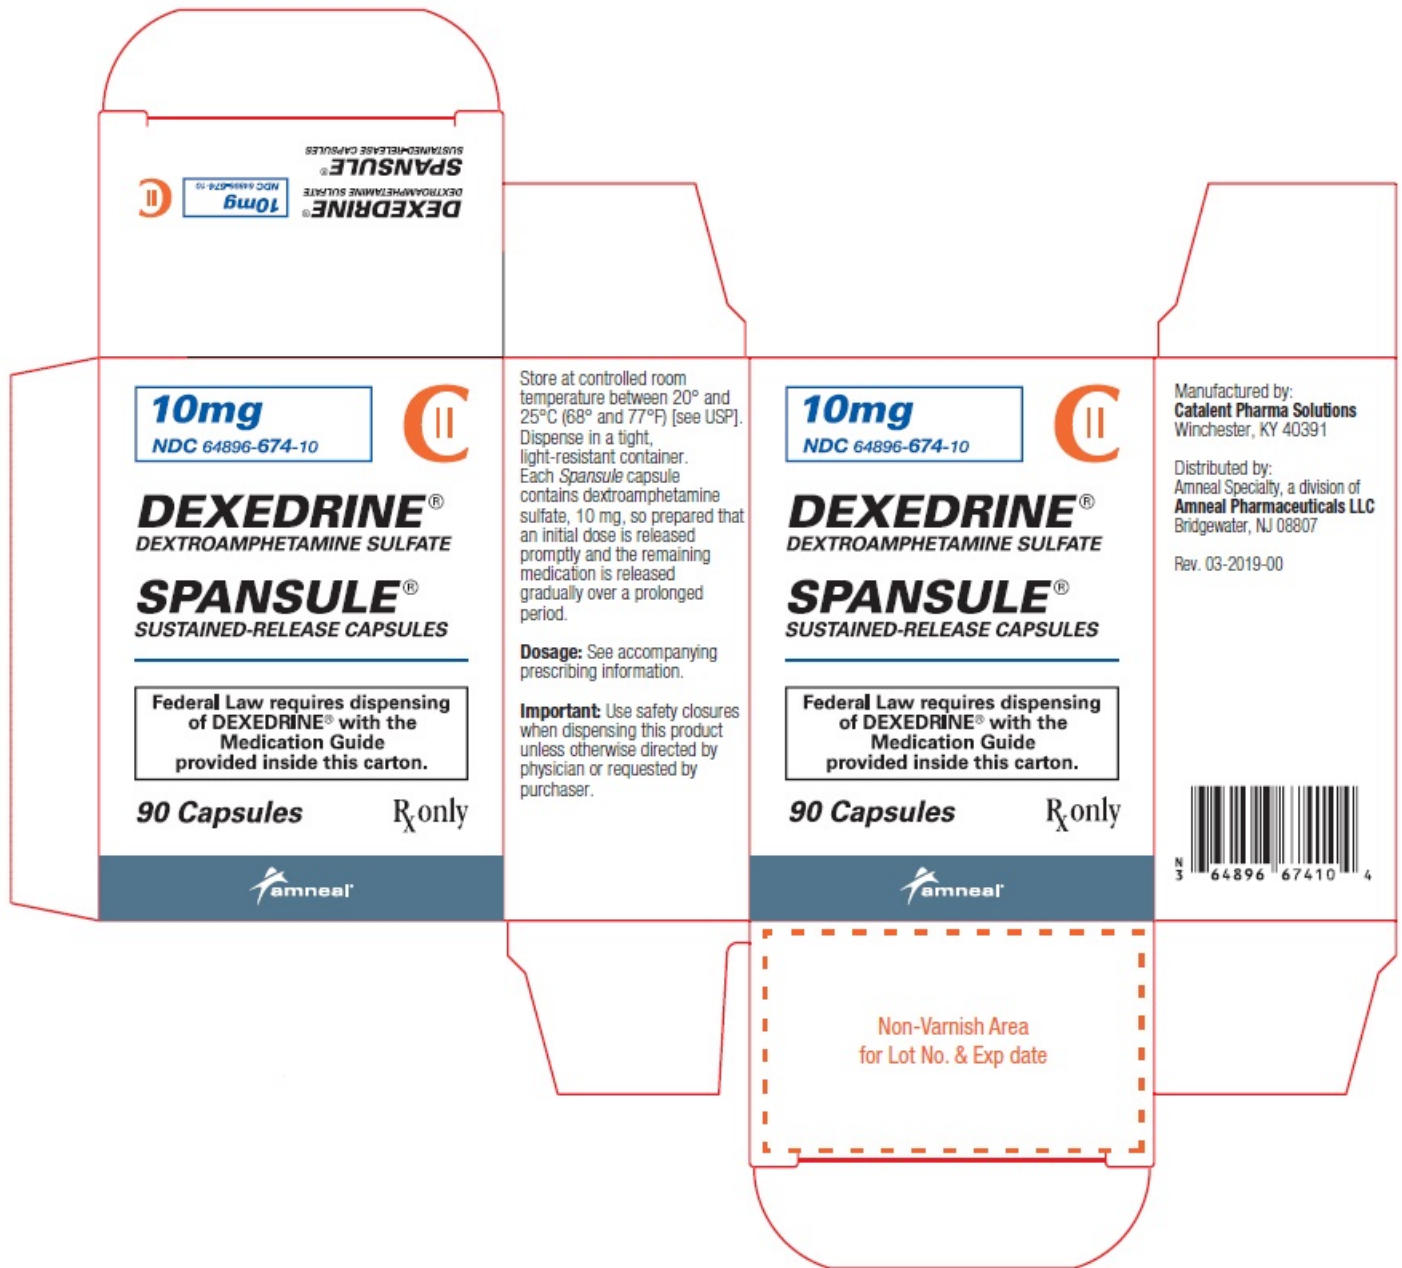 DEXEDRINE®
DEXTROAMPHETAMINE SULFATE
SPANSULE®
SUSTAINED-RELEASE CAPSULES
10mg
NDC 64896-674-10
CII
10mg
NDC 64896-674-10
CII
DEXEDRINE®
DEXTROAMPHETAMINE SULFATE
SPANSULE®
SUSTAINED-RELEASE CAPSULES
Federal Law requires dispensing
of DEXEDRINE® with the
Medication Guide
provided inside this carton.
90 Capsules
Rx only
amneal
Store at controlled room
temperature between 20° and
25°C (68° and 77°F) [see USP].
Dispense in a tight,
light-resistant container.
Each Spansule capsule
contains dextroamphetamine
sulfate, 10 mg, so prepared that
an initial dose is released
promptly and the remaining
medication is released
gradually over a prolonged
period.
Dosage: See accompanying
prescribing information.
Important: Use safety closures
when dispensing this product
unless otherwise directed by
physician or requested by
purchaser.
10mg
NDC 64896-674-10
CII
DEXEDRINE®
DEXTROAMPHETAMINE SULFATE
SPANSULE®
SUSTAINED-RELEASE CAPSULES
Federal Law requires dispensing
of DEXEDRINE® with the
Medication Guide
provided inside this carton.
90 Capsules
Rx only
amneal
Manufactured by:
Catalent Pharma Solutions
Winchester, KY 40391
Distributed by:
Amneal Specialty, a division of
Amneal Pharmaceuticals LLC
Bridgewater, NJ 08807
Rev. 03-2019-00
N
3 64896 67410 4
Non-Varnish Area
for Lot No. & Exp date